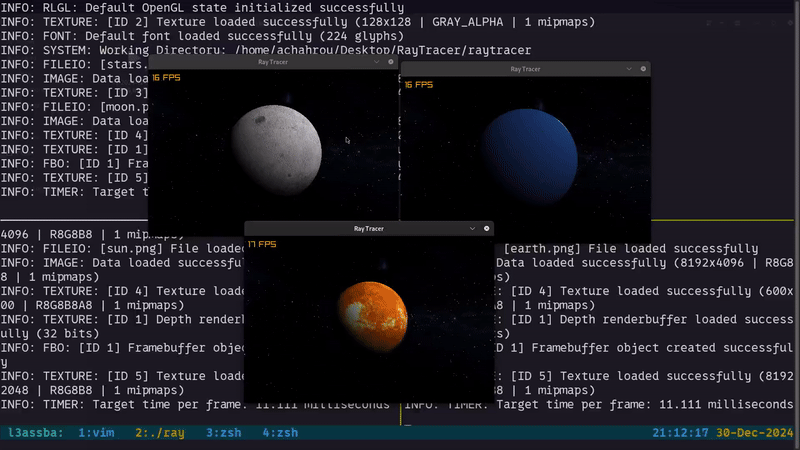 INFO: RLGL: Default OpenGL state initialized successfully
INFO: TEXTURE: [ID 2] Texture loaded successfully (128x128 | GRAY_ALPHA | 1 mipmaps)
INFO: FONT: Default font loaded successfully (224 glyphs)
INFO: SYSTEM: Working Directory: /home/achahrou/Desktop/RayTracer/raytracer
INFO: FILEIO: [stars.
INFO: IMAGE: Data loa
INFO: TEXTURE: [ID 3]
INFO: FILEIO: [moon.p
INFO: IMAGE: Data loa
INFO: TEXTURE: [ID 4]
INFO: TEXTURE: [ID 1]
INFO: FBO: [ID 1] Fra
INFO: TEXTURE: [ID 5]
INFO: TIMER: Target t
Ray Tracer
16 FPS
Ray Tracer
16 FPS
Ray Tracer
17 FPS
4096 | R8G8B8 | 1 mipmaps)
INFO: FILEIO: [sun.png] File loade
INFO: IMAGE: Data loaded successfu
8 | 1 mipmaps)
INFO: TEXTURE: [ID 4] Texture load
00 | R8G8B8A8 | 1 mipmaps)
INFO: TEXTURE: [ID 1] Depth render
ully (32 bits)
INFO: FBO: [ID 1] Framebuffer obje
y
INFO: TEXTURE: [ID 5] Texture load
2048 | R8G8B8 | 1 mipmaps)
INFO: TIMER: Target time per frame: 11.111 milliseconds
[earth.png] File loaded successfully
Data loaded successfully (8192x4096 | R8G8
mipmaps)
: [ID 4] Texture loaded successfully (600x
8A8 | 1 mipmaps)
: [ID 1] Depth renderbuffer loaded success
bits)
ID 1] Framebuffer object created successful
: [ID 5] Texture loaded successfully (8192
8 | 1 mipmaps)
INFO: TIMER: Target time per frame: 11.111 milliseconds
l3assba: 1:vim 2:./ray 3:zsh 4:zsh
21:12:17 30-Dec-2024